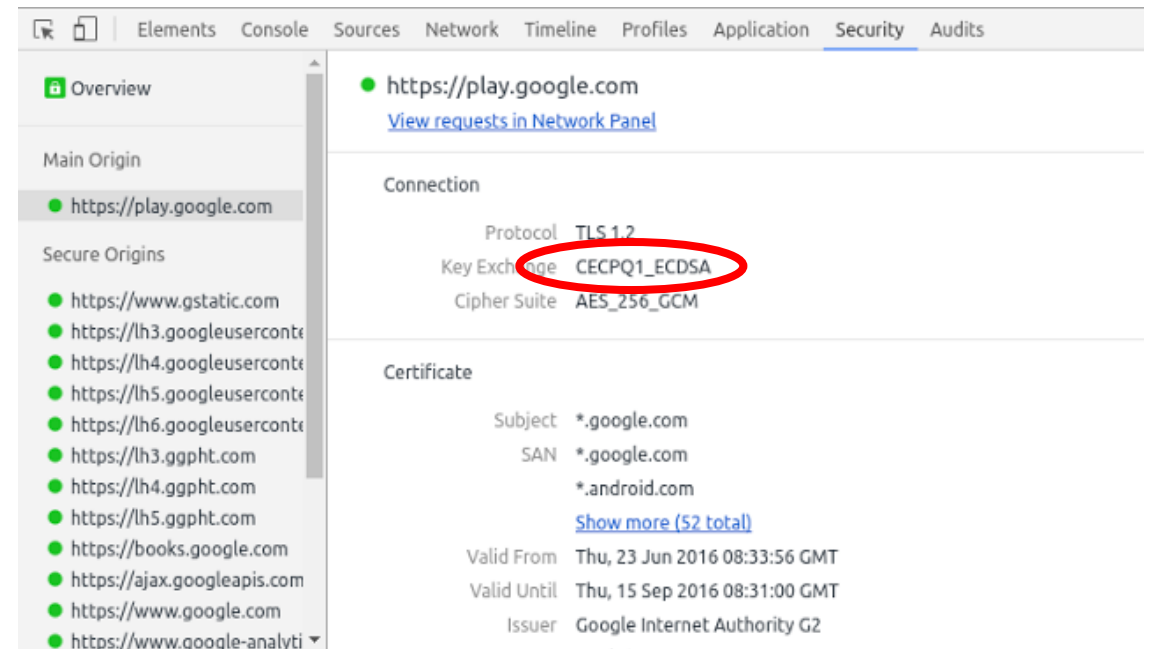 Elements Console Sources Network Timeline Profiles Application Security Audits
Overview
Main Origin
https://play.google.com
Secure Origins
https://www.gstatic.com
https://lh3.googleuserconte
https://lh4.googleuserconte
https://lh5.googleuserconte
https://lh6.googleuserconte
https://lh3.ggpht.com
https://lh4.ggpht.com
https://lh5.ggpht.com
https://books.google.com
https://ajax.googleapis.com
https://www.google.com
https://www.google-analyti
https://play.google.com
View requests in Network Panel
Connection
Protocol TLS 1.2
Key Exchange CECPQ1_ECDSA
Cipher Suite AES_256_GCM
Certificate
Subject *.google.com
SAN *.google.com
*.android.com
Show more (52 total)
Valid From Thu, 23 Jun 2016 08:33:56 GMT
Valid Until Thu, 15 Sep 2016 08:31:00 GMT
Issuer Google Internet Authority G2